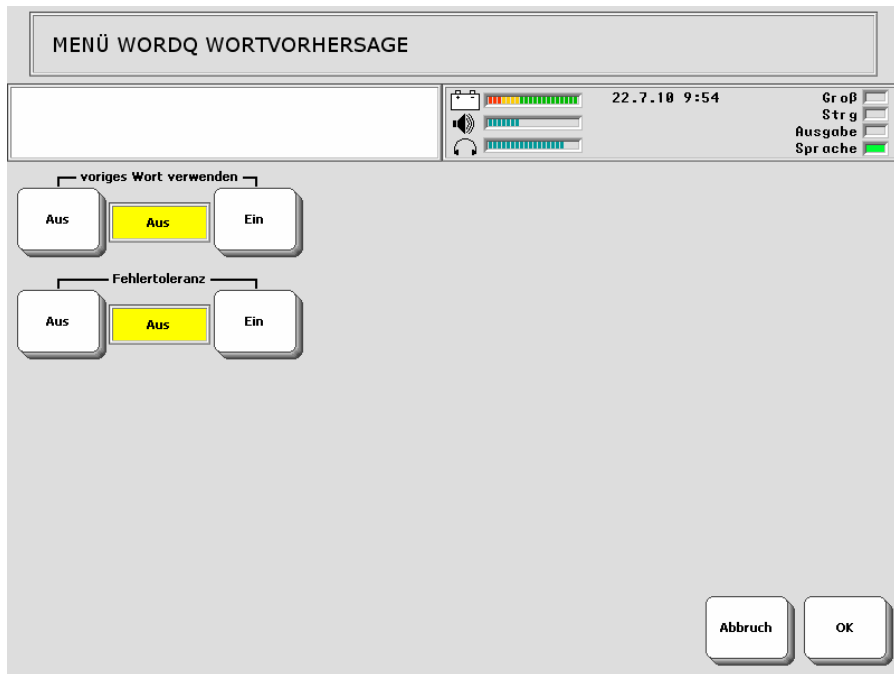 MENÜ WORDQ WORTVORHERSAGE
22.7.10 9:54
Groß
Strg
Ausgabe
Sprache
voriges Wort verwenden
Aus Aus Ein
Fehlertoleranz
Aus Aus Ein
Abbruch OK